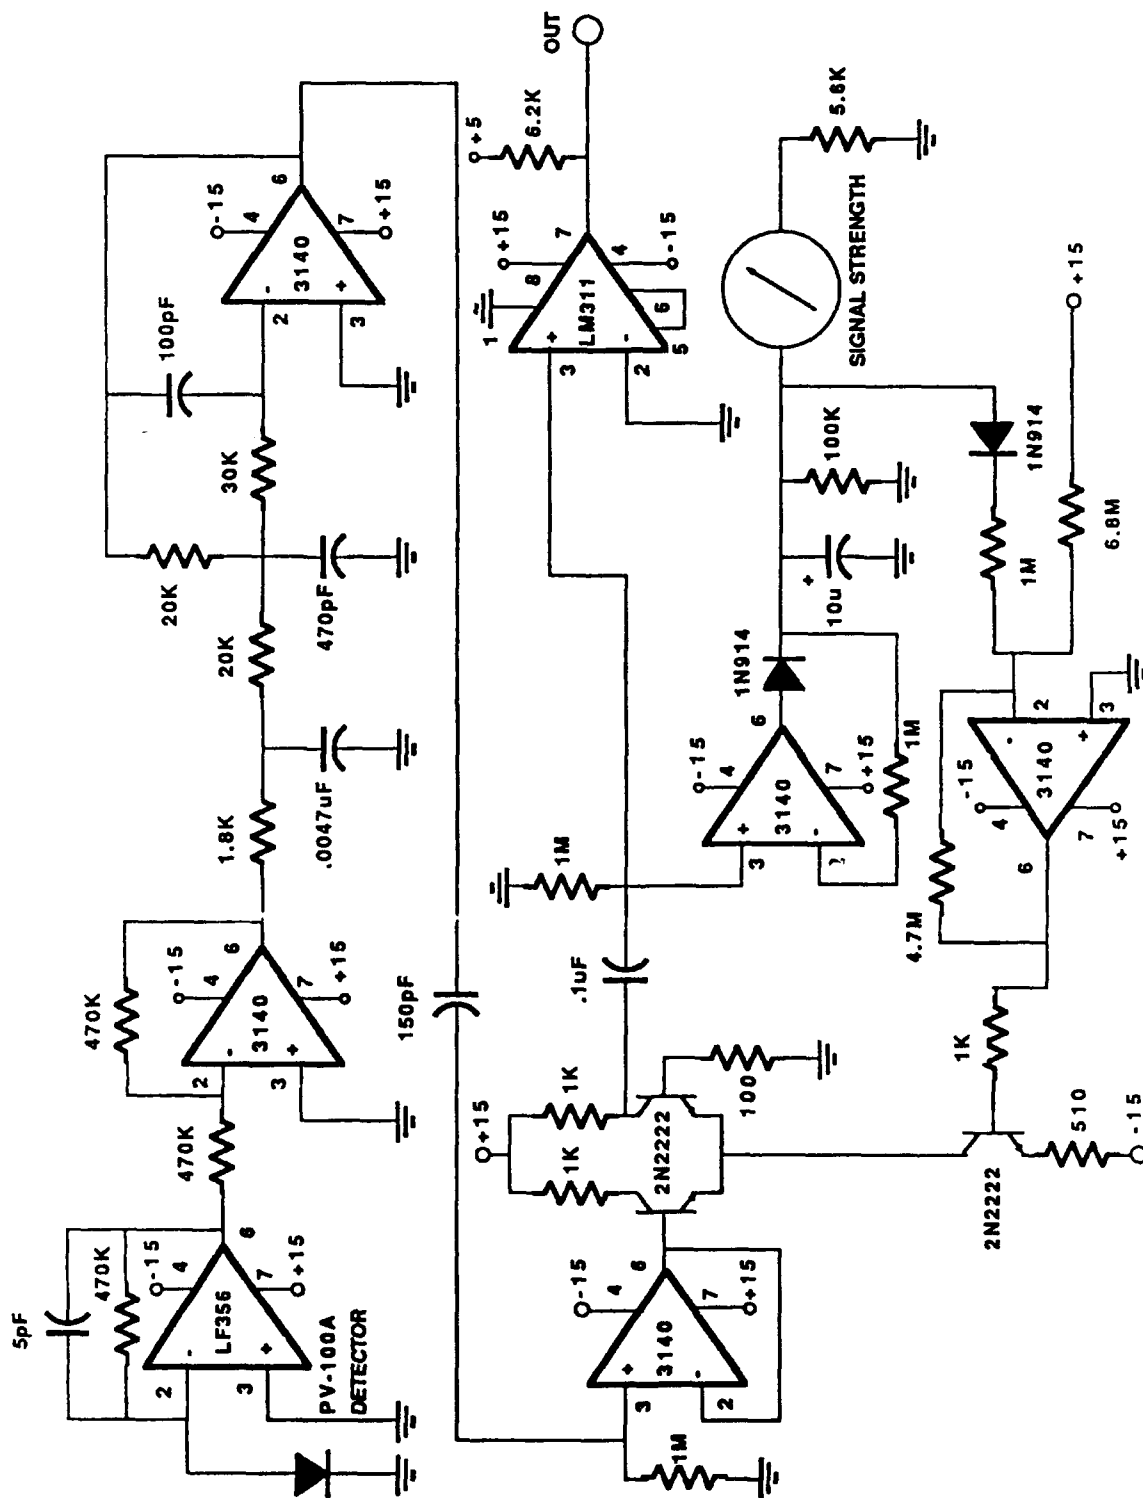 5pF
470K
-15
4
2
LF356
6
3
7
+15
PV-100A
DETECTOR
470K
470K
-15
4
2
3140
6
3
7
+15
1.8K
.0047uF
20K
20K
470pF
30K
100pF
-15
4
2
3140
6
3
7
+15
150pF
1M
-15
4
3
3140
6
2
7
+15
+15
1K
1K
2N2222
100
.1uF
1M
1
8
+15
3
LM311
7
2
6
5
4
-15
+5
6.2K
OUT
-15
4
3
3140
6
7
+15
1M
1N914
+
10u
100K
SIGNAL STRENGTH
5.6K
1N914
1M
6.8M
+15
2
3
3140
-15
4
7
+15
6
4.7M
1K
2N2222
510
-15